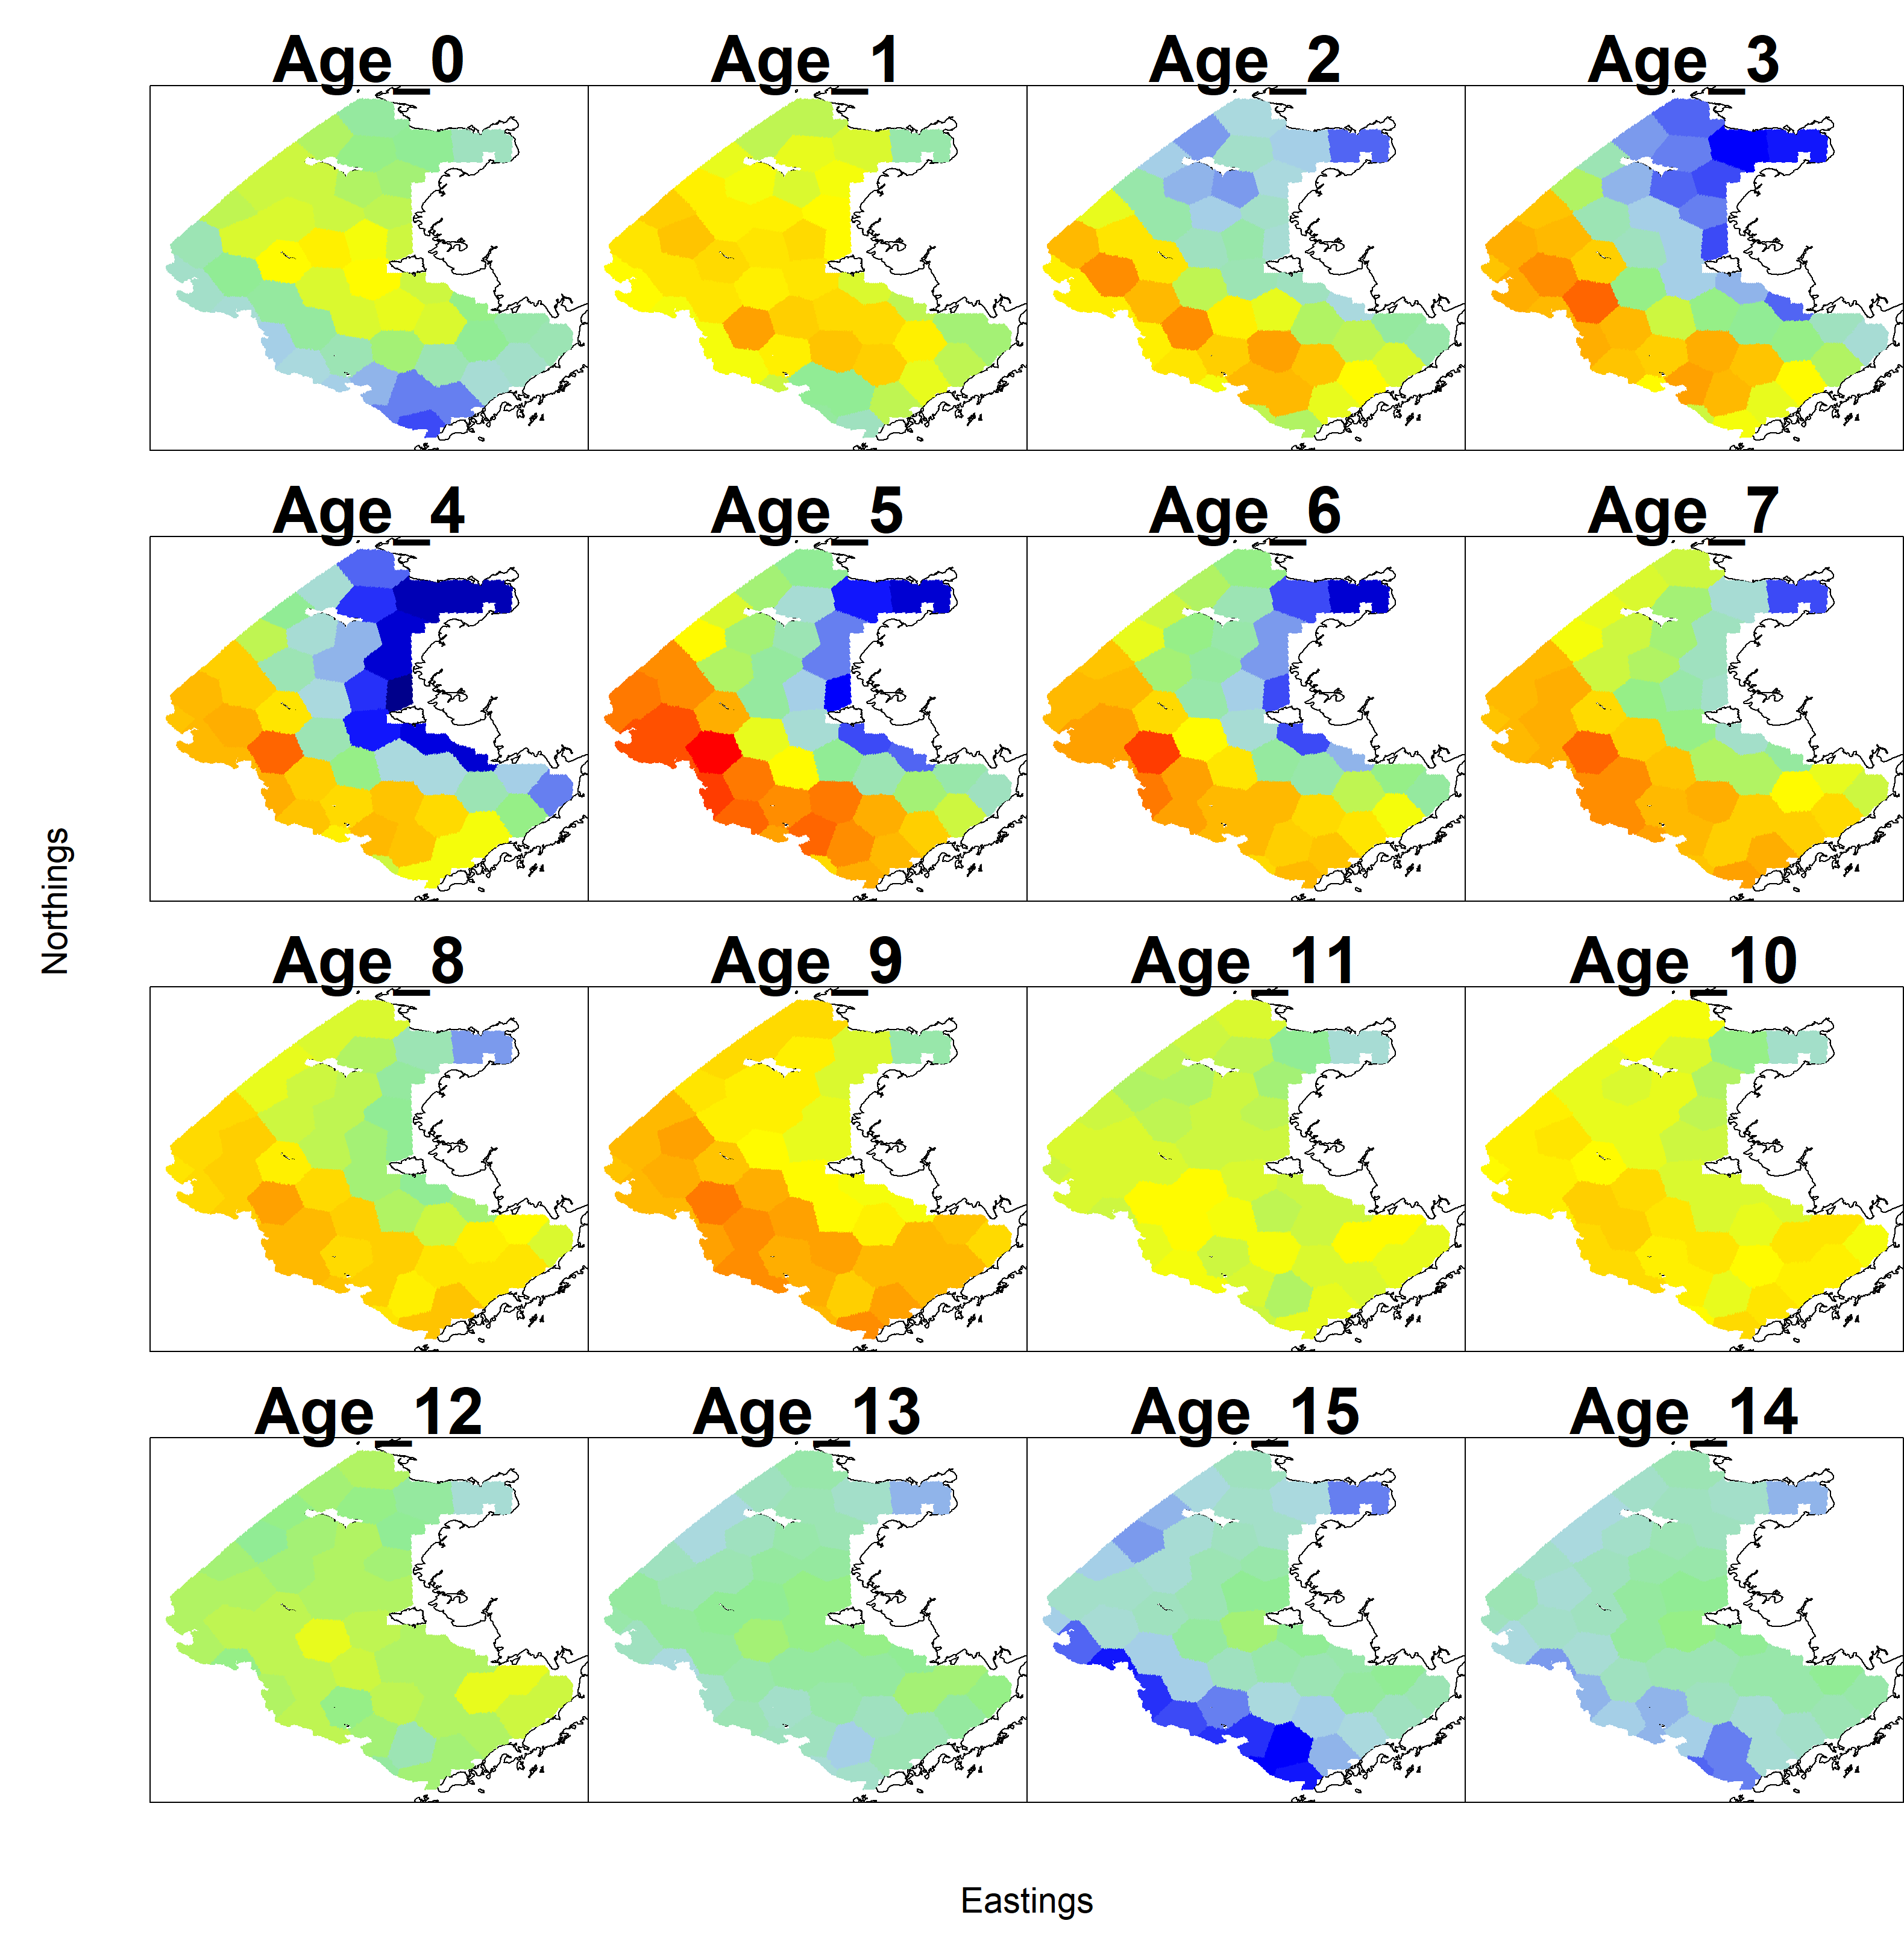 Age_0 Age_1 Age_2 Age_3
Age_4 Age_5 Age_6 Age_7
Age_8 Age_9 Age_11 Age_10
Age_12 Age_13 Age_15 Age_14
Northings
Eastings